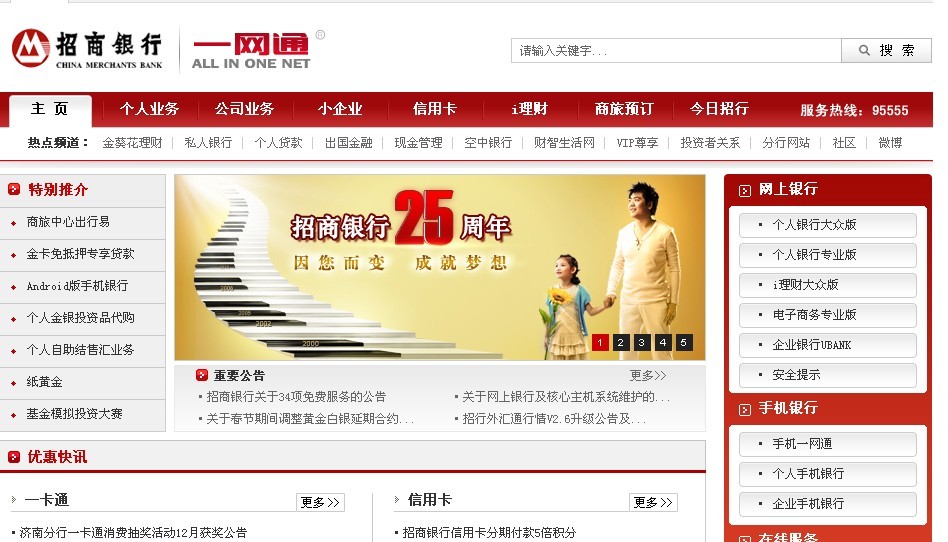 招商银行
CHINA MERCHANTS BANK
一网通 ®
ALL IN ONE NET
请输入关键字...
搜 索
主 页 个人业务 公司业务 小企业 信用卡 i理财 商旅预订 今日招行 服务热线：95555
热点频道： 金葵花理财 私人银行 个人贷款 出国金融 现金管理 空中银行 财智生活网 VIP尊享 投资者关系 分行网站 社区 微博
特别推介
商旅中心出行易
金卡免抵押专享贷款
Android版手机银行
个人金银投资品代购
个人自助结售汇业务
纸黄金
基金模拟投资大赛
招商银行25周年
因您而变 成就梦想
2002
2000
1 2 3 4 5
重要公告 更多>>
招商银行关于34项免费服务的公告
关于网上银行及核心主机系统维护的...
关于春节期间调整黄金白银延期合约...
招行外汇通行情V2.6升级公告及...
网上银行
个人银行大众版
个人银行专业版
i理财大众版
电子商务专业版
企业银行UBANK
安全提示
手机银行
手机一网通
个人手机银行
企业手机银行
在线服务
优惠快讯
一卡通 更多>>
济南分行一卡通消费抽奖活动12月获奖公告
信用卡 更多>>
招商银行信用卡分期付款5倍积分